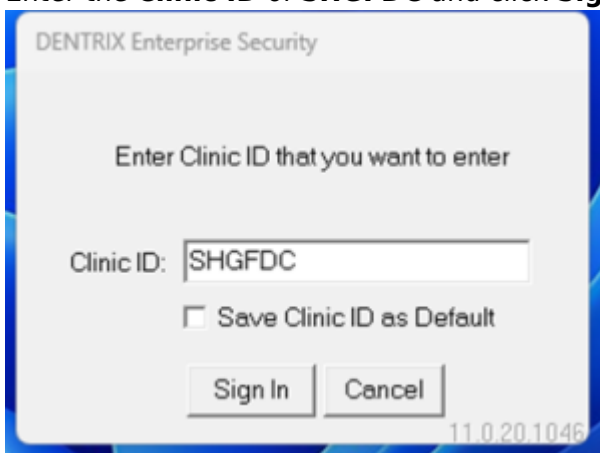 DENTRIX Enterprise Security
Enter Clinic ID that you want to enter
Clinic ID: SHGFDC
Save Clinic ID as Default
Sign In Cancel
11.0.20.1046